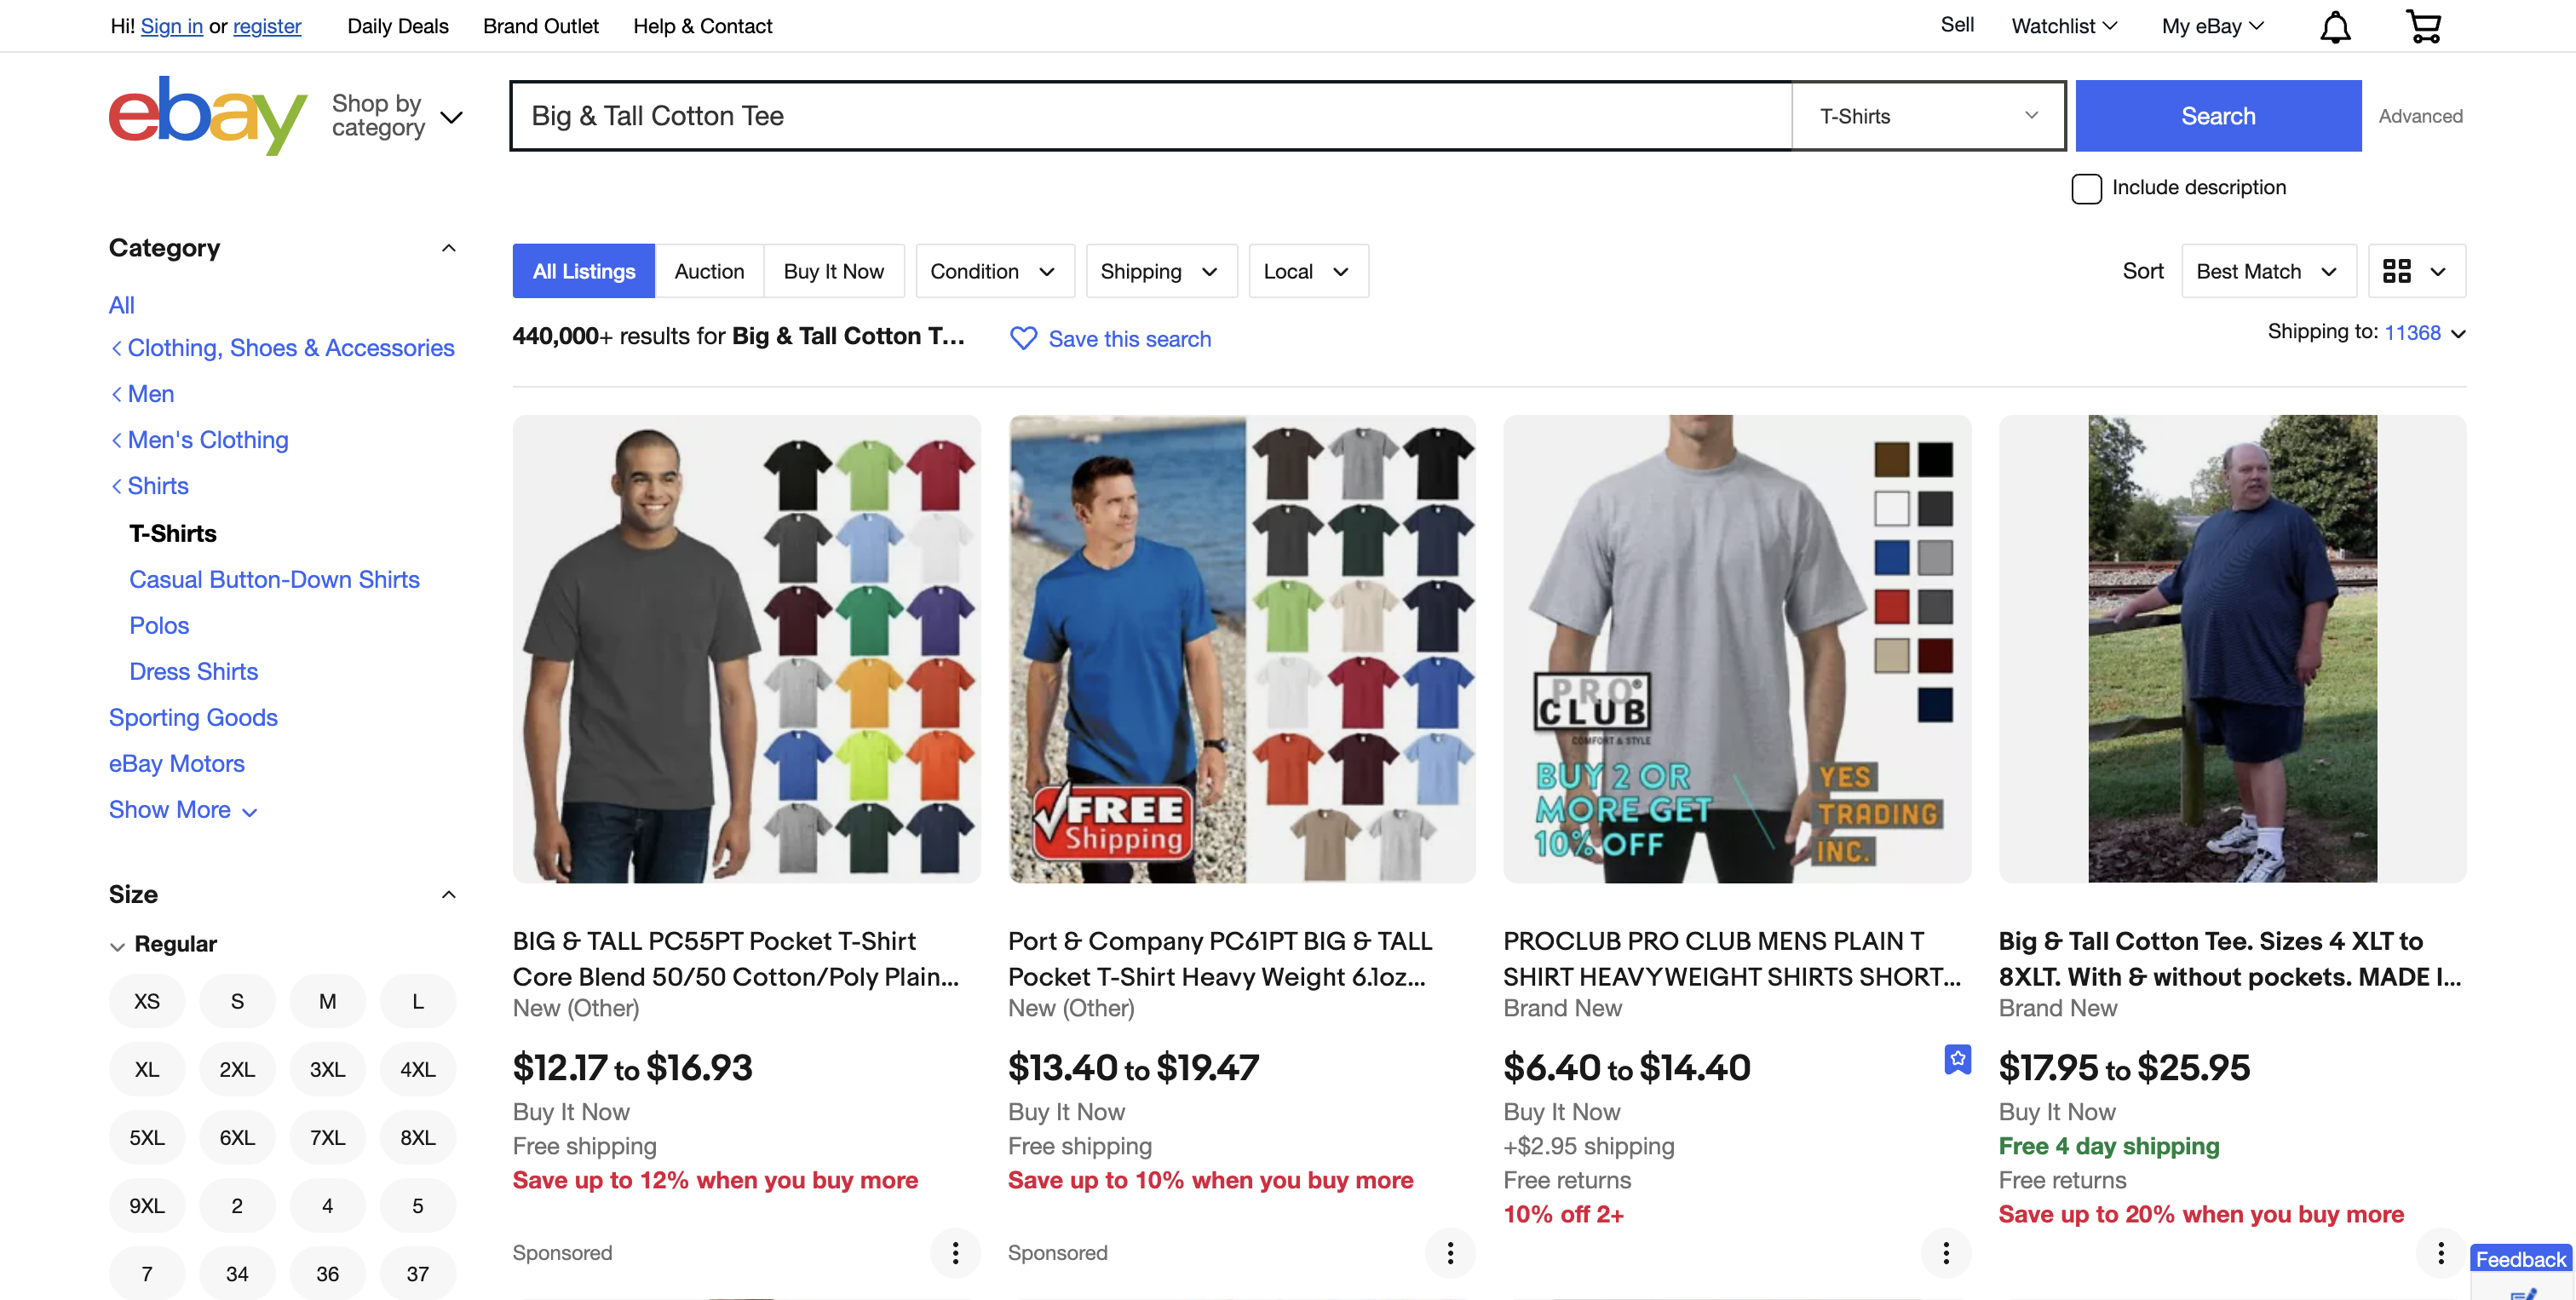 Hi! Sign in or register
Daily Deals
Brand Outlet
Help & Contact
Sell
Watchlist
My eBay
ebay
Shop by
category
Big & Tall Cotton Tee
T-Shirts
Search
Advanced
Include description
Category
All
Clothing, Shoes & Accessories
Men
Men's Clothing
Shirts
T-Shirts
Casual Button-Down Shirts
Polos
Dress Shirts
Sporting Goods
eBay Motors
Show More
Size
Regular
XS S M L
XL 2XL 3XL 4XL
5XL 6XL 7XL 8XL
9XL 2 4 5
7 34 36 37
All Listings
Auction
Buy It Now
Condition
Shipping
Local
Sort
Best Match
440,000+ results for Big & Tall Cotton T...
Save this search
Shipping to: 11368
BIG & TALL PC55PT Pocket T-Shirt
Core Blend 50/50 Cotton/Poly Plain...
New (Other)
$12.17 to $16.93
Buy It Now
Free shipping
Save up to 12% when you buy more
Sponsored
FREE
Shipping
Port & Company PC61PT BIG & TALL
Pocket T-Shirt Heavy Weight 6.1oz...
New (Other)
$13.40 to $19.47
Buy It Now
Free shipping
Save up to 10% when you buy more
Sponsored
PRO®
CLUB
COMFORT & STYLE
BUY 2 OR
MORE GET
10% OFF
YES
TRADING
INC.
PROCLUB PRO CLUB MENS PLAIN T
SHIRT HEAVYWEIGHT SHIRTS SHORT...
Brand New
$6.40 to $14.40
Buy It Now
+$2.95 shipping
Free returns
10% off 2+
Big & Tall Cotton Tee. Sizes 4 XLT to
8XLT. With & without pockets. MADE I...
Brand New
$17.95 to $25.95
Buy It Now
Free 4 day shipping
Free returns
Save up to 20% when you buy more
Feedback